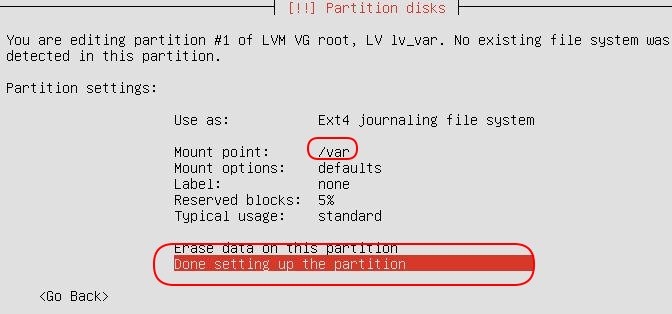 [!!] Partition disks
You are editing partition #1 of LVM VG root, LV lv_var. No existing file system was
detected in this partition.
Partition settings:
Use as: Ext4 journaling file system
Mount point: /var
Mount options: defaults
Label: none
Reserved blocks: 5%
Typical usage: standard
Erase data on this partition
Done setting up the partition
<Go Back>